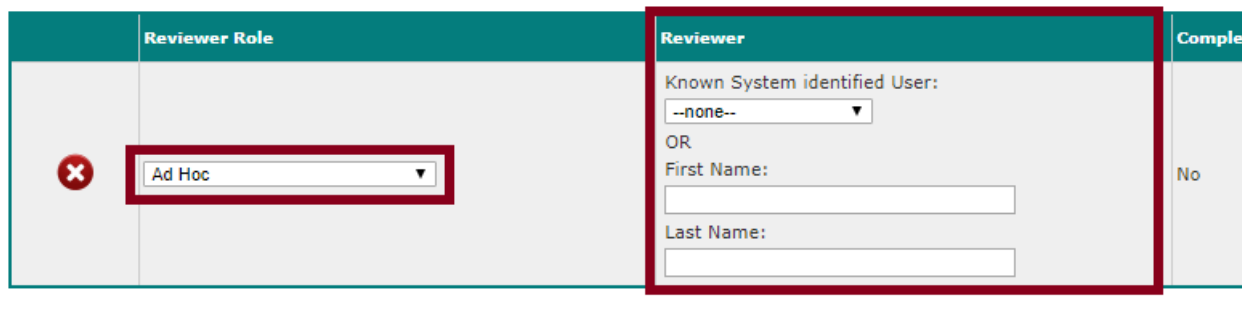 Reviewer Role
Reviewer
Comple
Known System identified User:
--none--
OR
First Name:
Ad Hoc
No
Last Name: